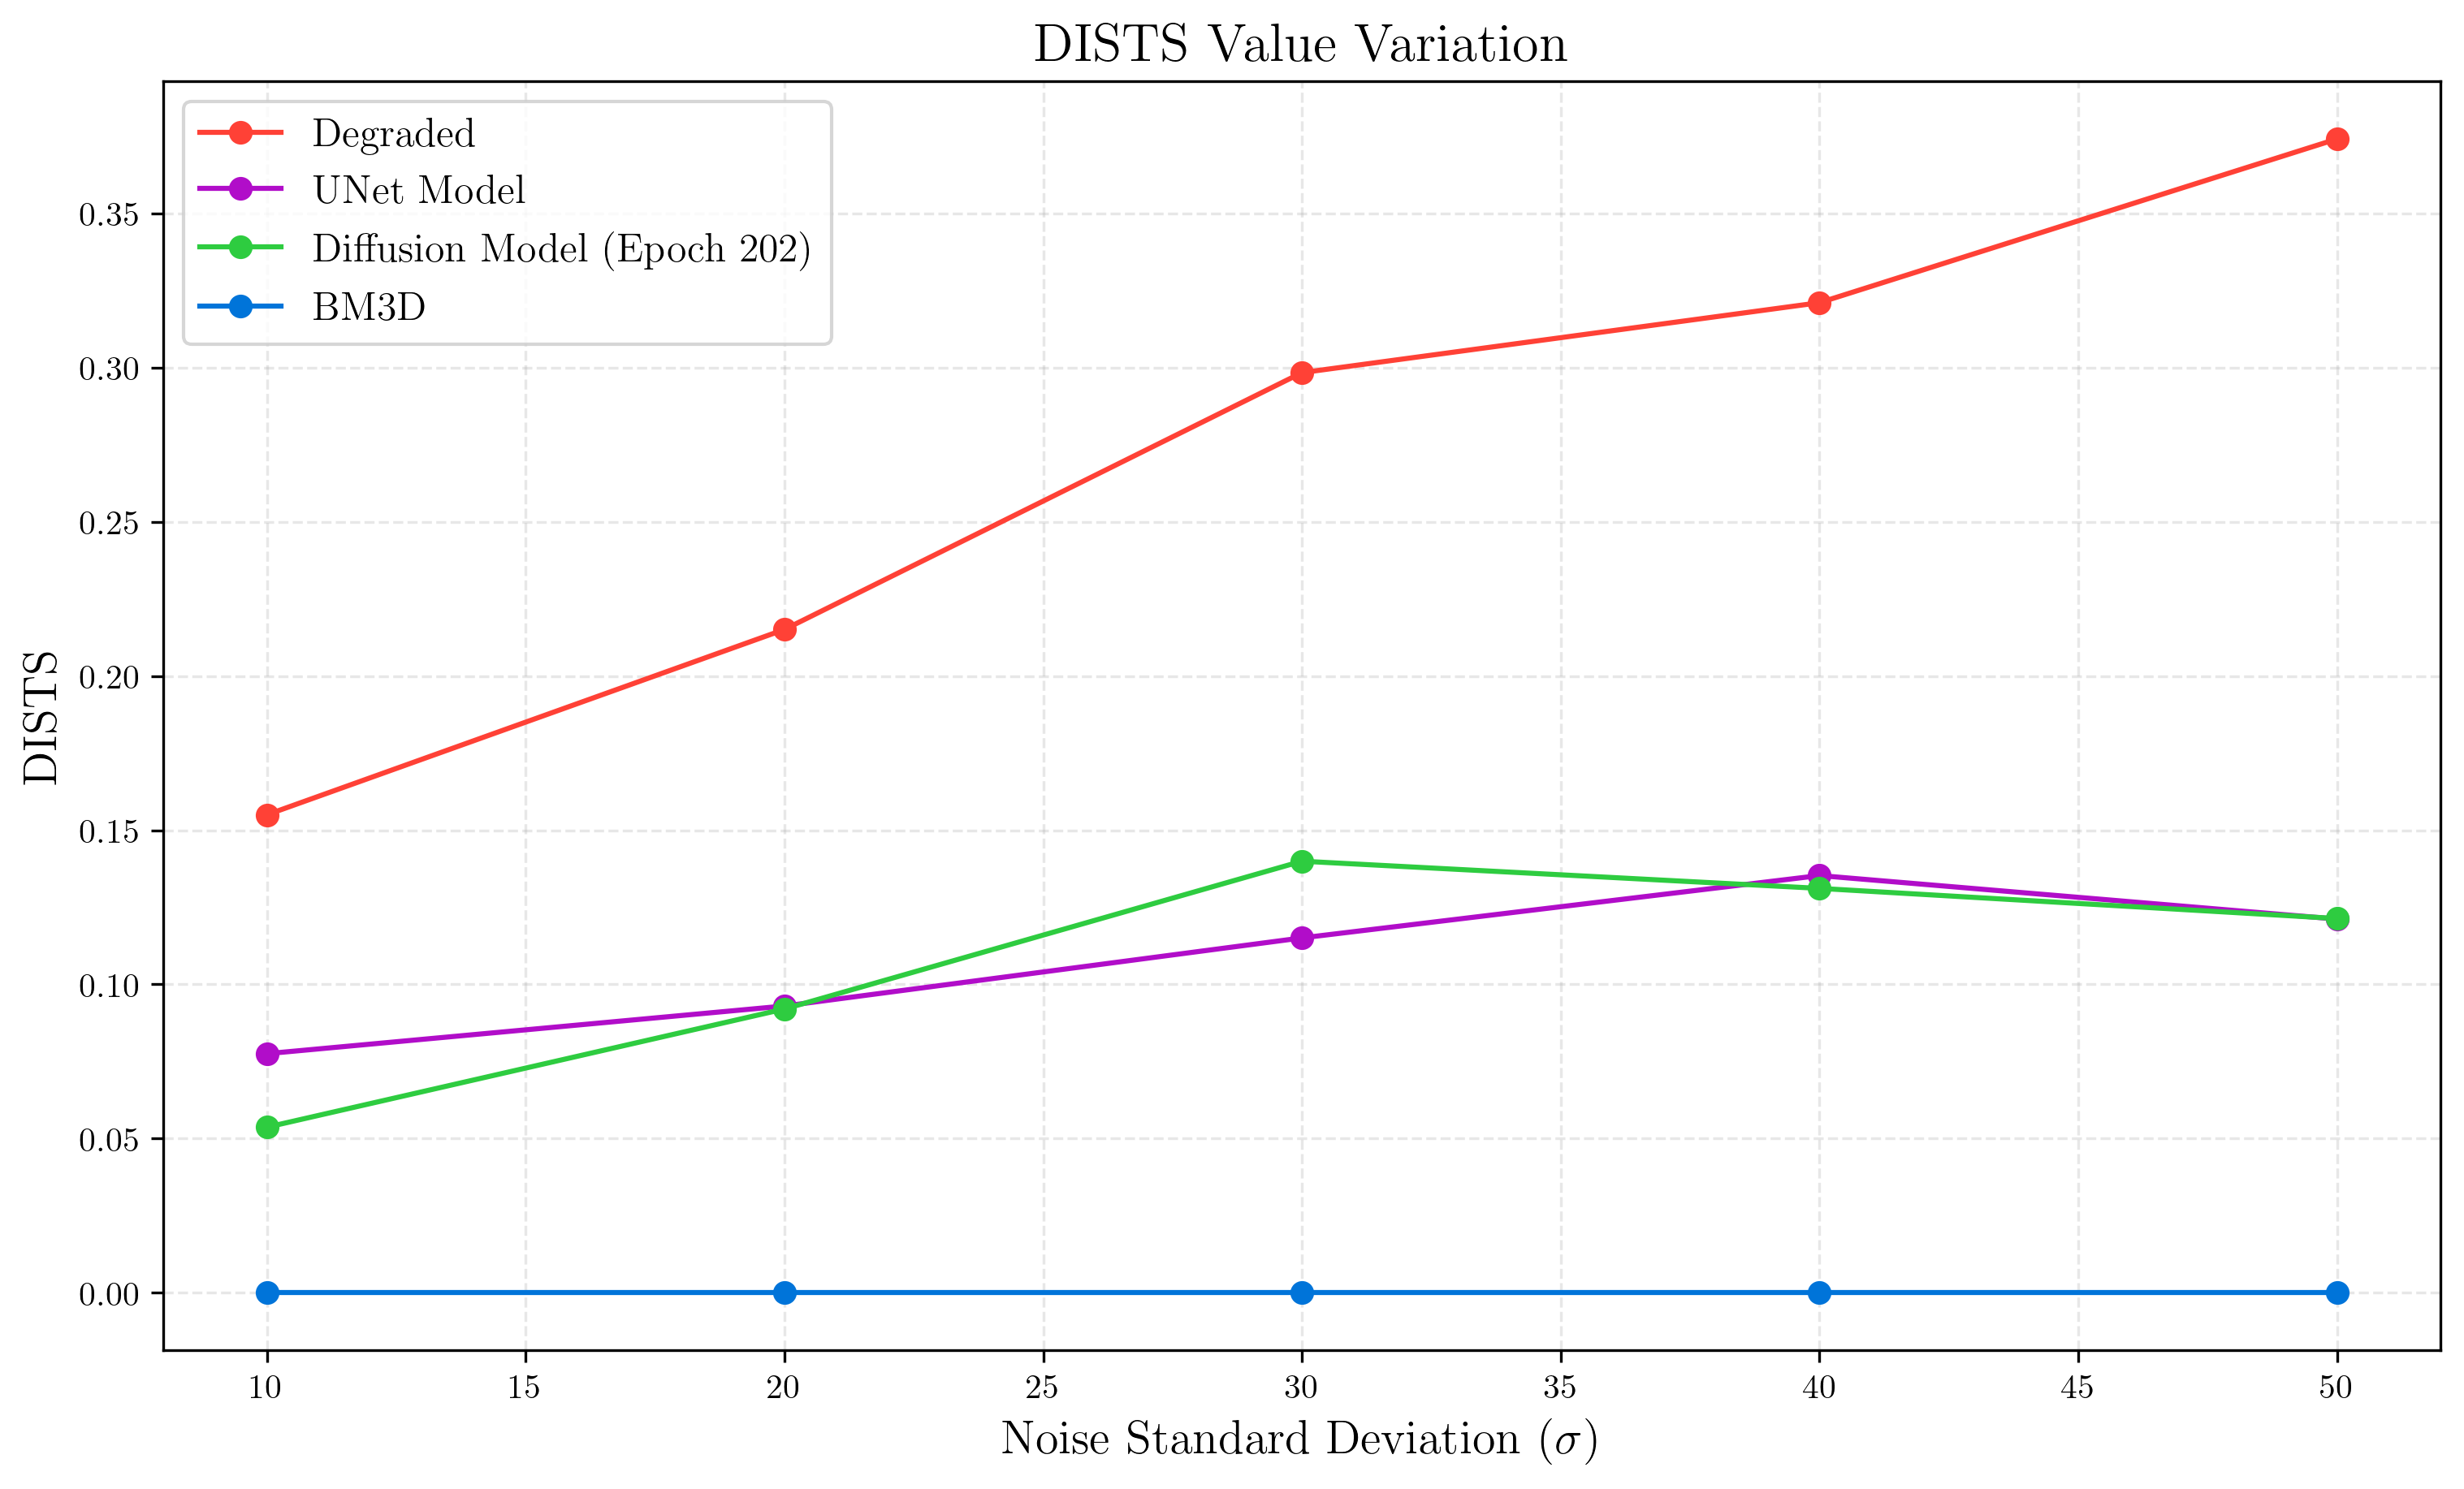 DISTS Value Variation
Degraded
UNet Model
Diffusion Model (Epoch 202)
BM3D
0.35
0.30
0.25
0.20
0.15
0.10
0.05
0.00
DISTS
10 15 20 25 30 35 40 45 50
Noise Standard Deviation (σ)